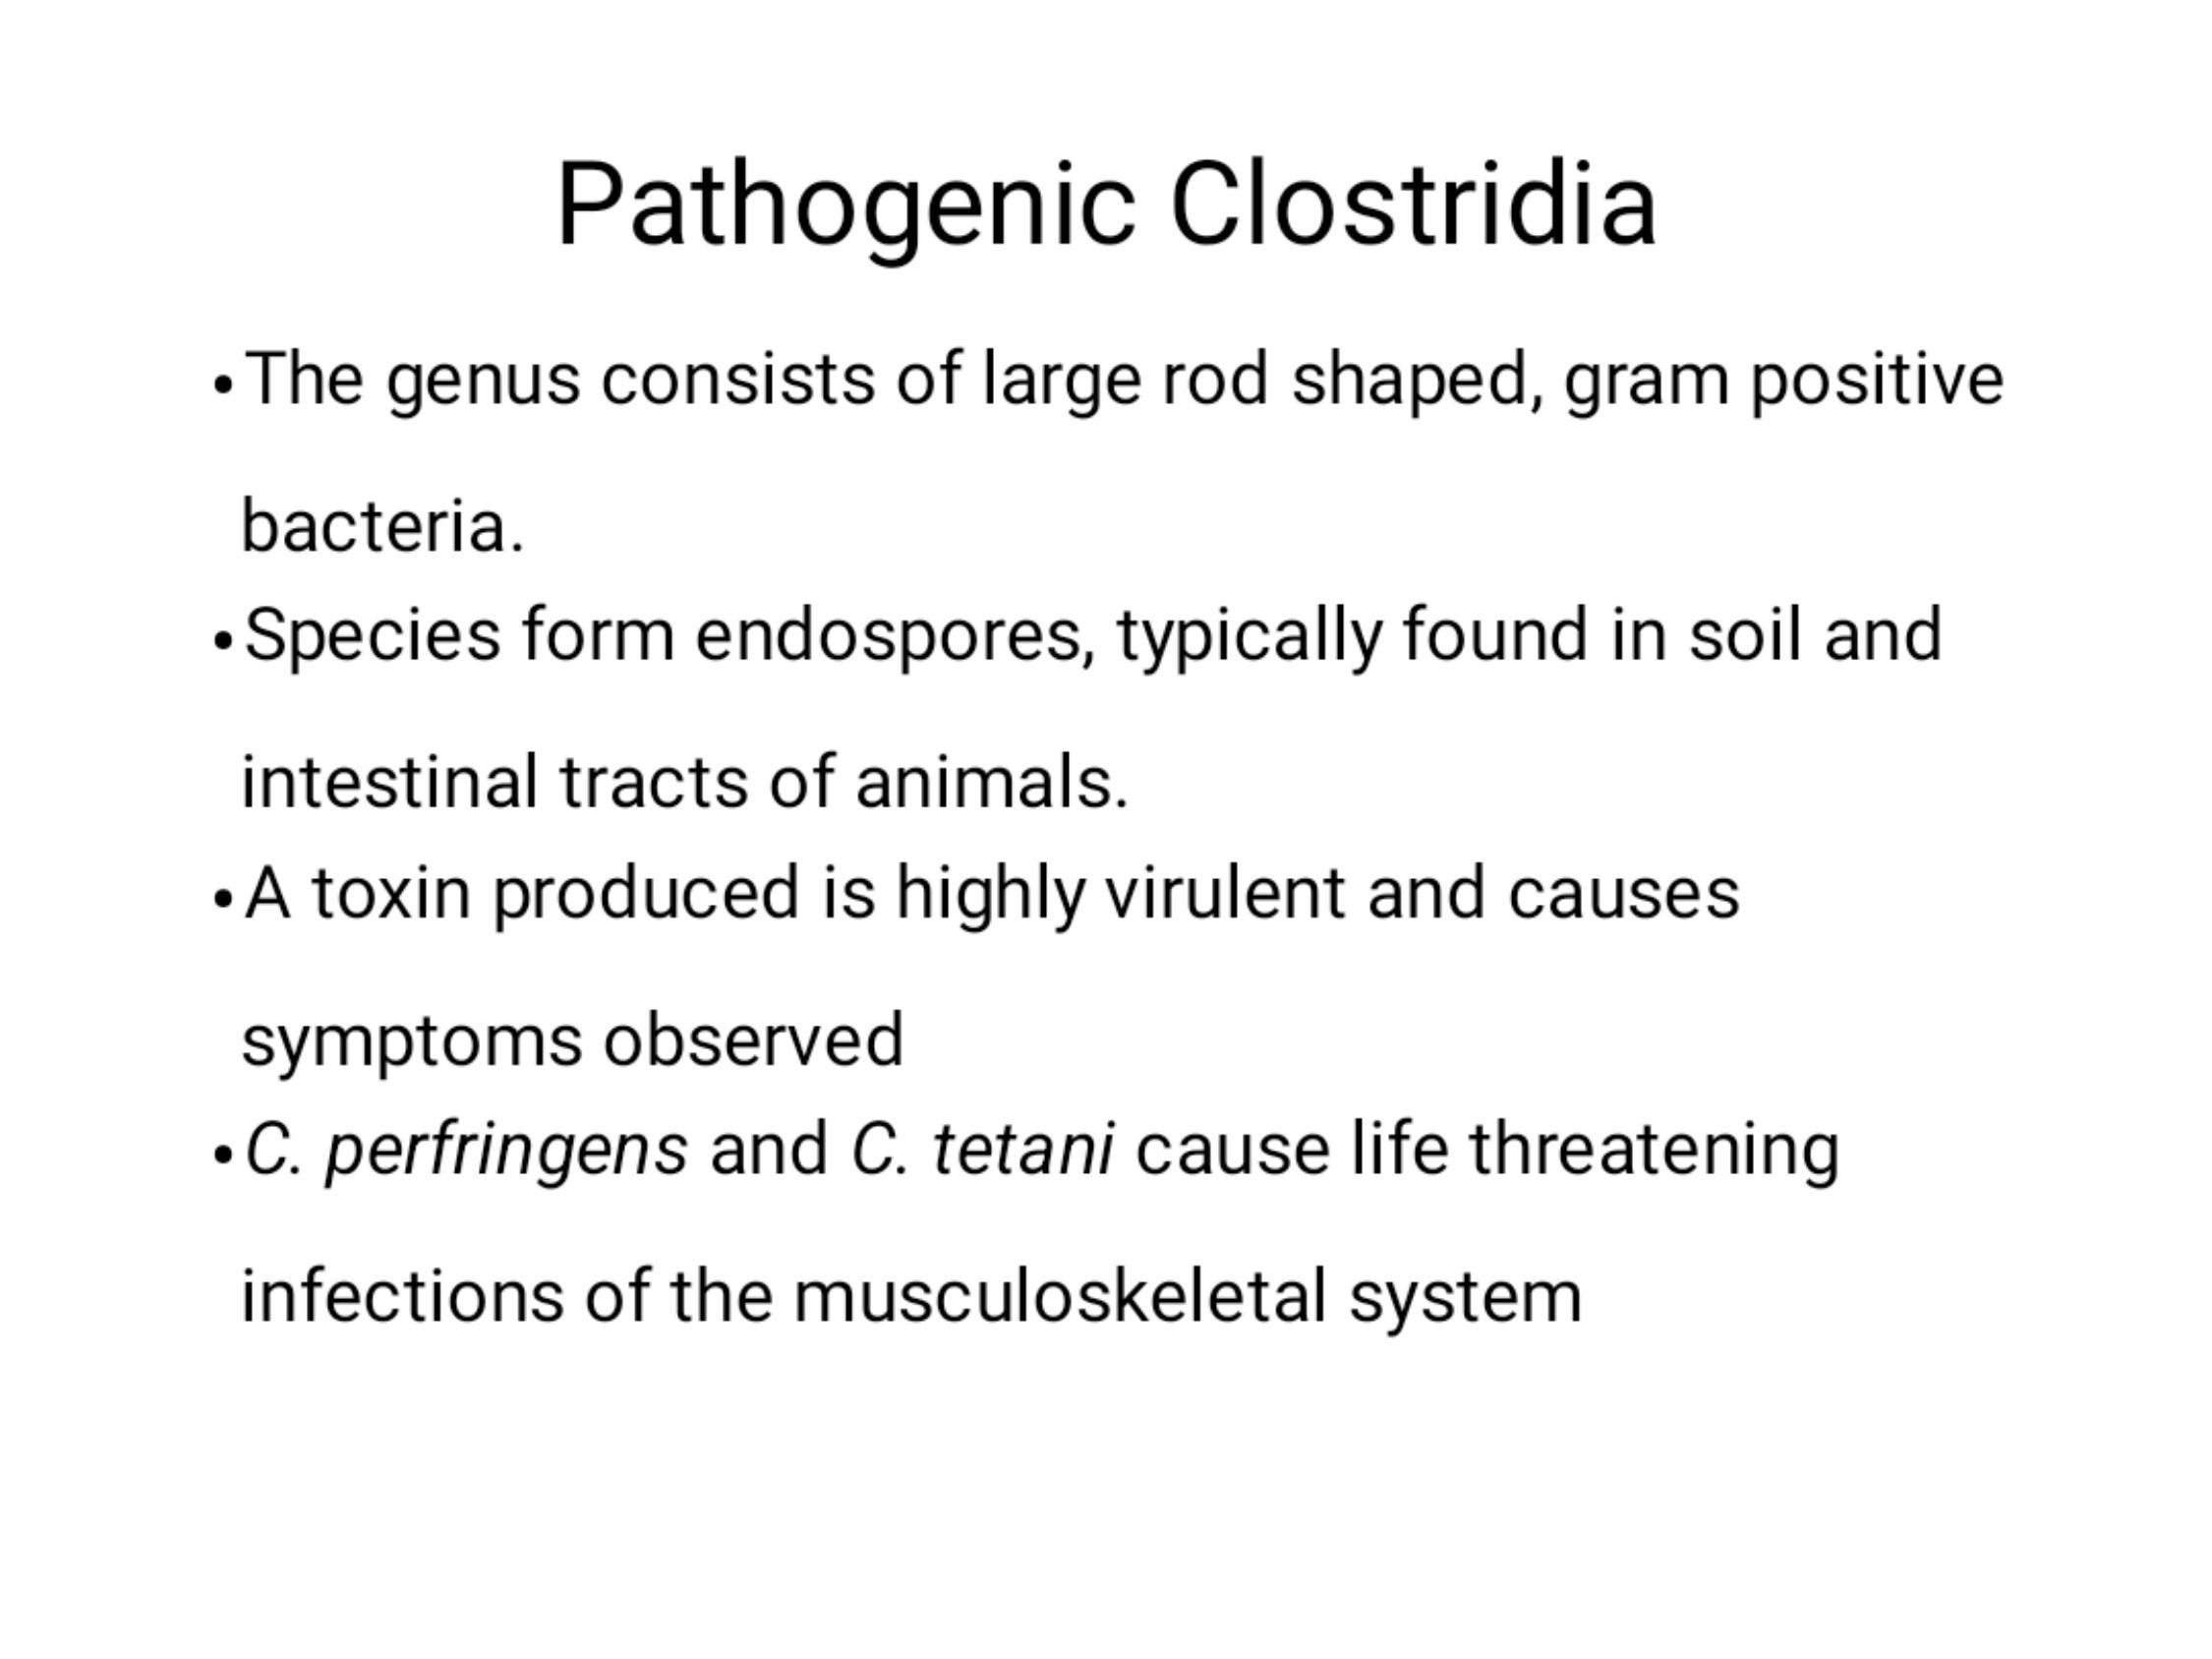 Pathogenic Clostridia
•The genus consists of large rod shaped, gram positive
bacteria.
•Species form endospores, typically found in soil and
intestinal tracts of animals.
•A toxin produced is highly virulent and causes
symptoms observed
•C. perfringens and C. tetani cause life threatening
infections of the musculoskeletal system